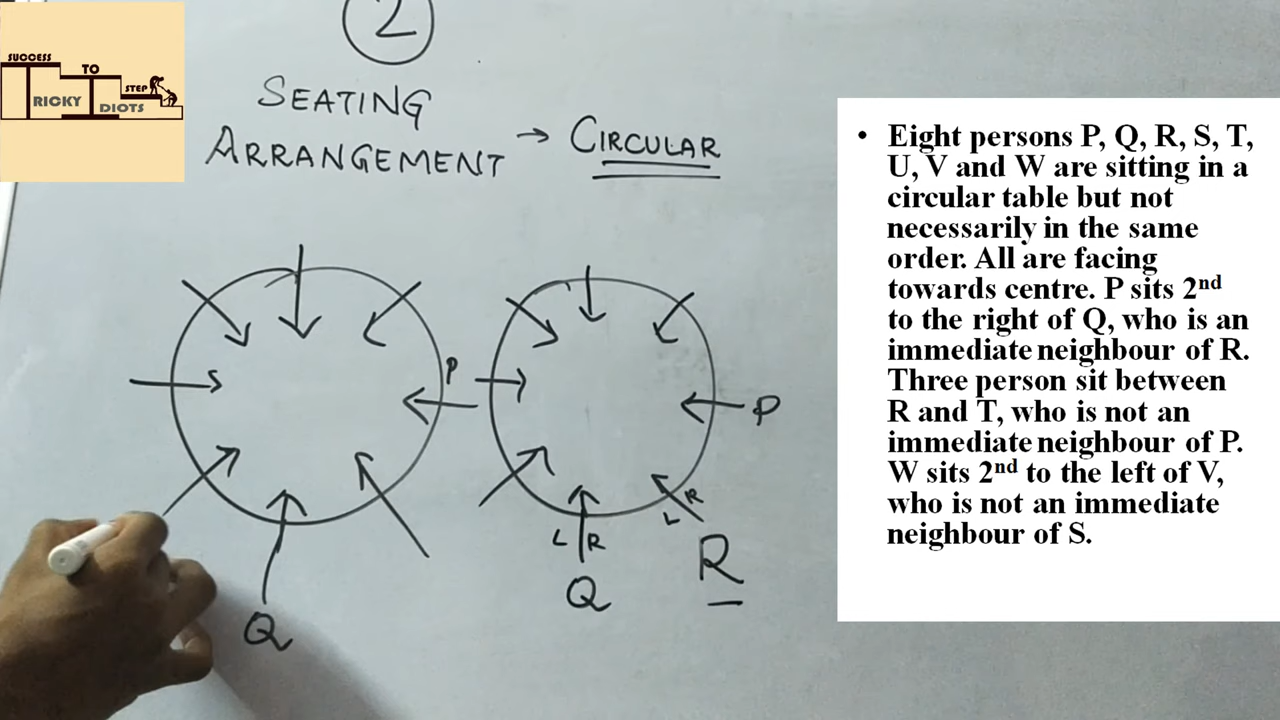 2
SUCCESS
TO
STEP
RICKY
DIOTS
SEATING
ARRANGEMENT → CIRCULAR
P
P
L R
R
L
Q
R
Q
• Eight persons P, Q, R, S, T,
U, V and W are sitting in a
circular table but not
necessarily in the same
order. All are facing
towards centre. P sits 2nd
to the right of Q, who is an
immediate neighbour of R.
Three person sit between
R and T, who is not an
immediate neighbour of P.
W sits 2nd to the left of V,
who is not an immediate
neighbour of S.